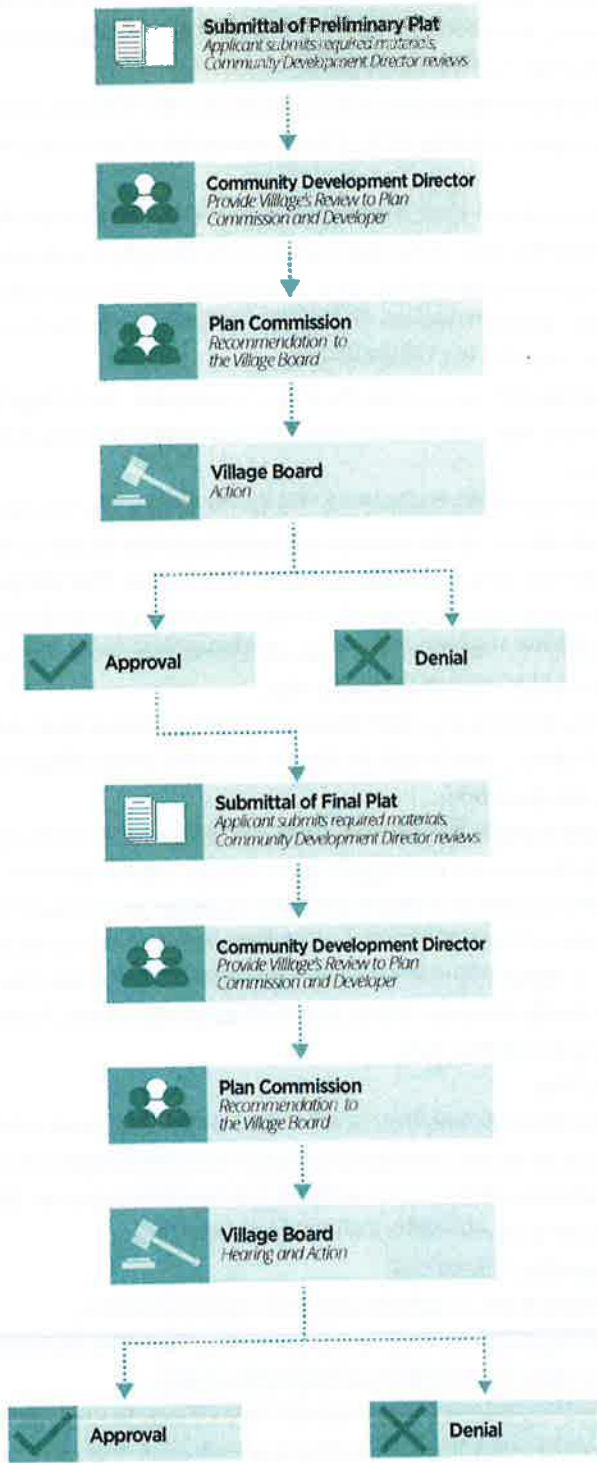 Submittal of Preliminary Plat
Applicant submits required materials,
Community Development Director reviews
Community Development Director
Provide Villlage's Review to Plan
Commission and Developer
Plan Commission
Recommendation to
the Village Board
Village Board
Action
Approval
Denial
Submittal of Final Plat
Applicant submits required materials,
Community Development Director reviews
Community Development Director
Provide Villlage's Review to Plan
Commission and Developer
Plan Commission
Recommendation to
the Village Board
Village Board
Hearing and Action
Approval
Denial